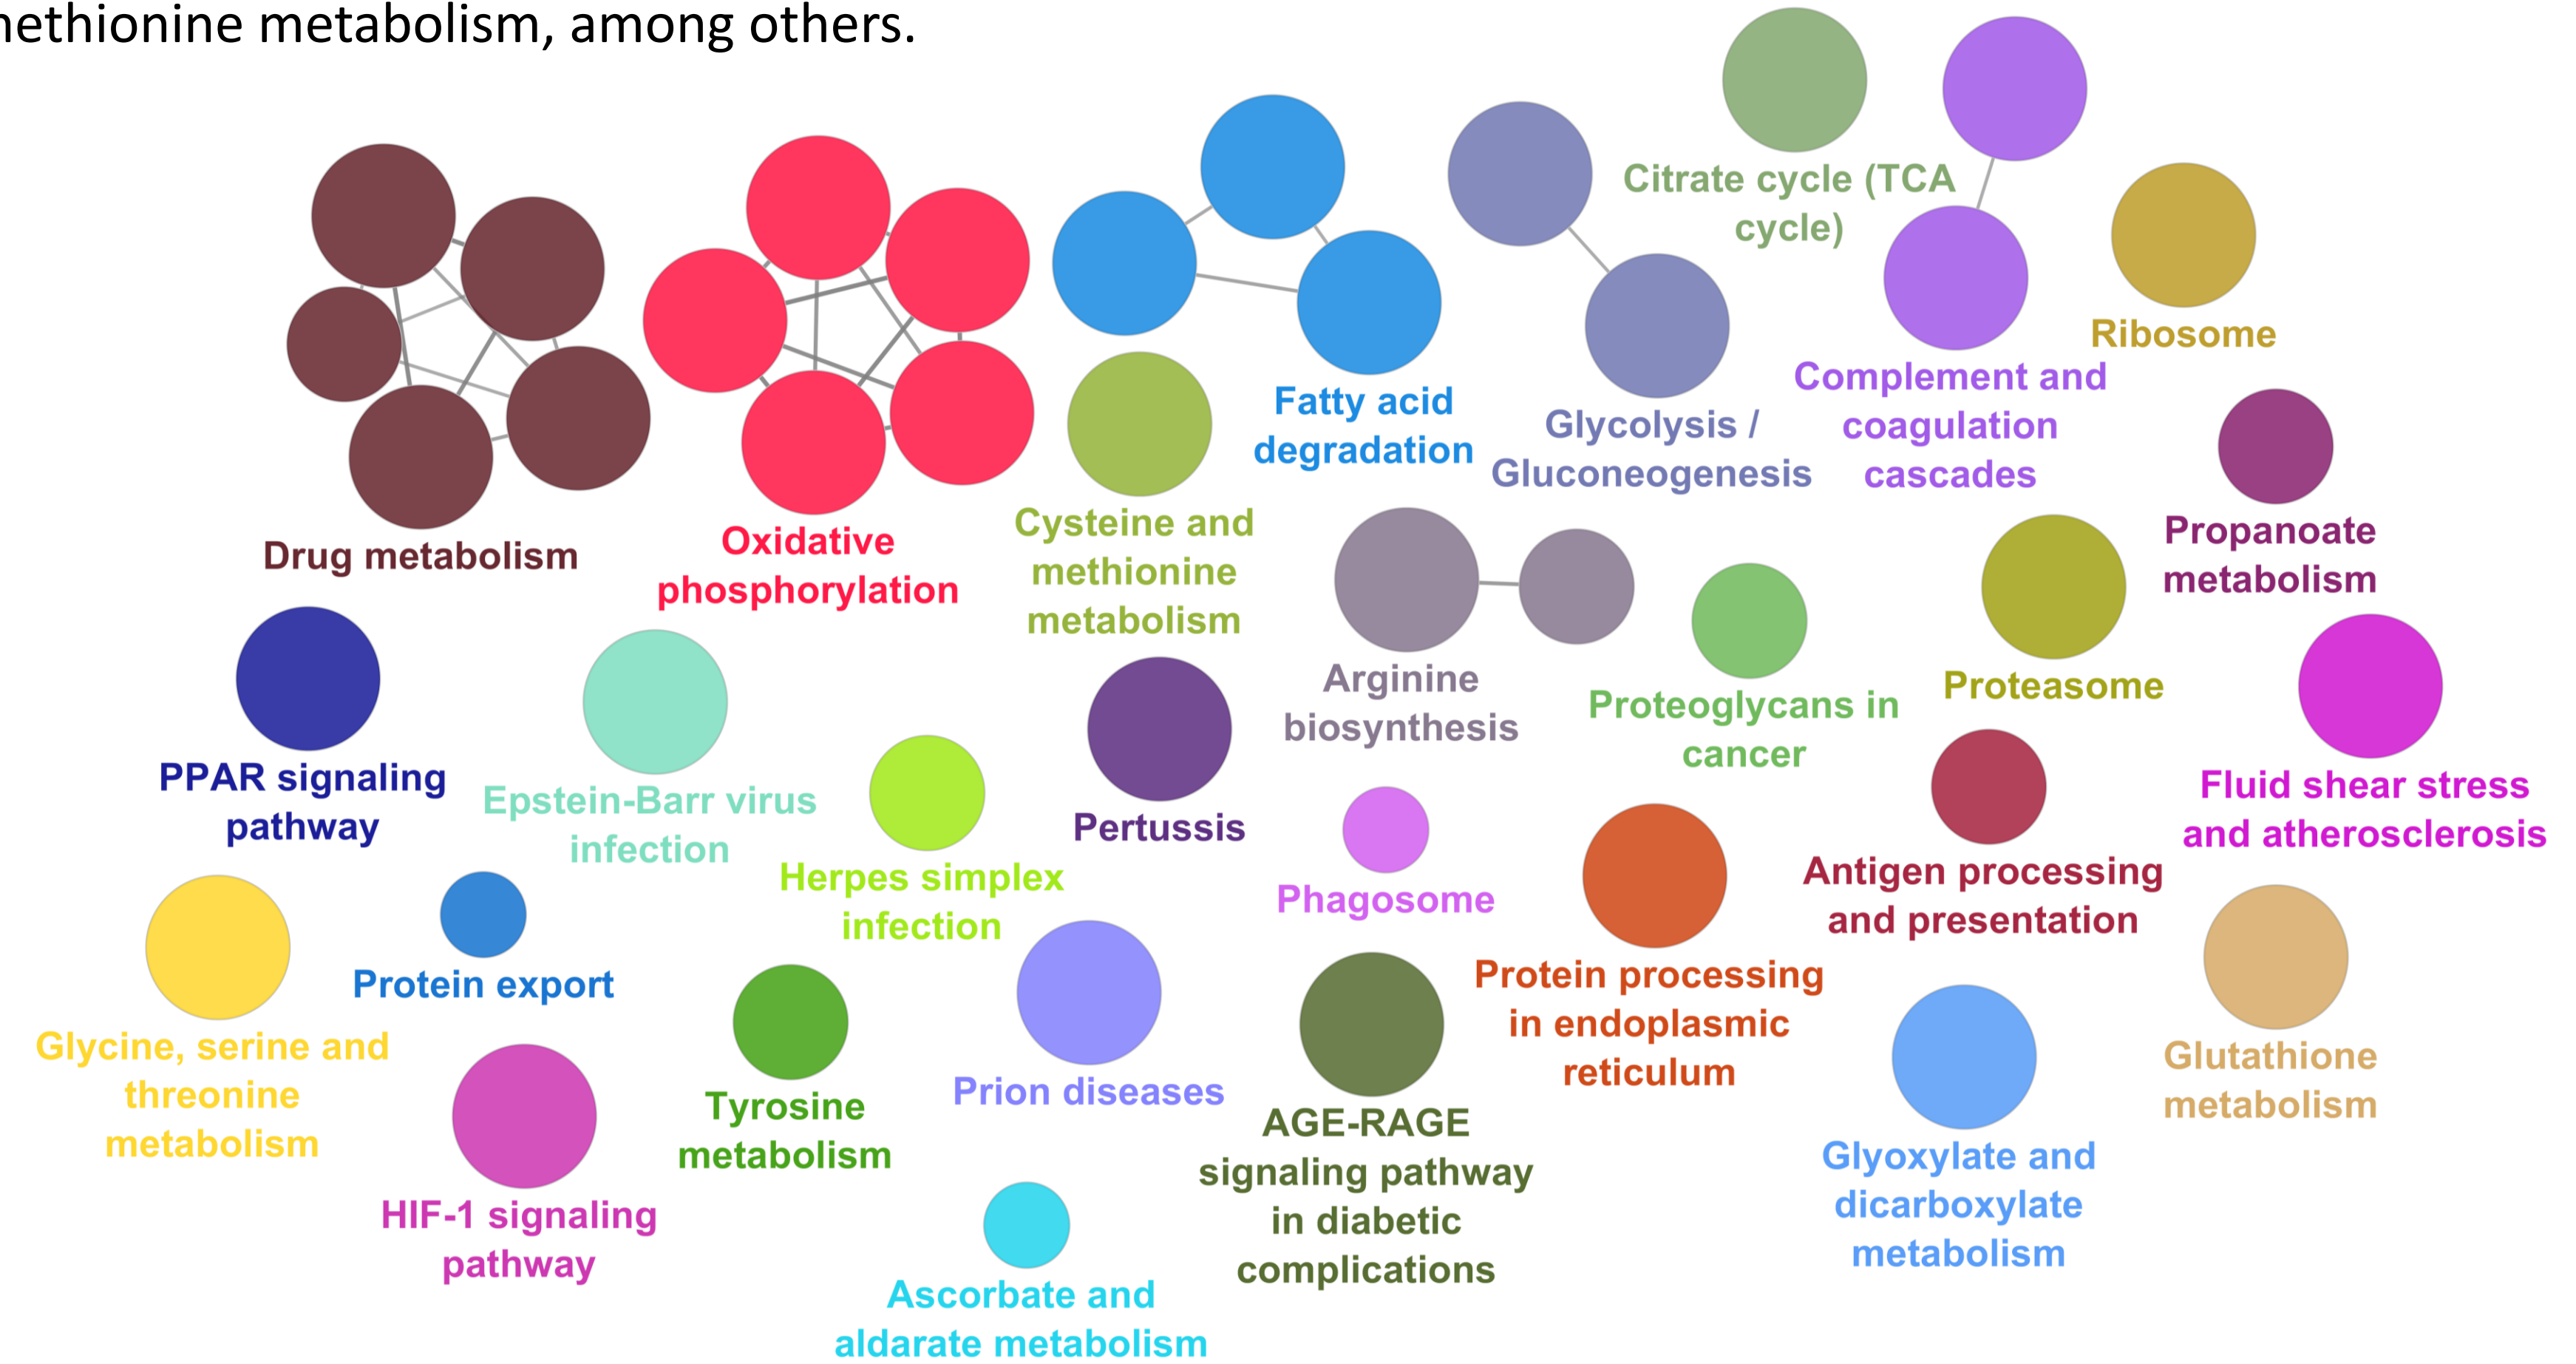 methionine metabolism, among others.
Citrate cycle (TCA
cycle)
Ribosome
Complement and
coagulation
cascades
Fatty acid
degradation
Glycolysis /
Gluconeogenesis
Drug metabolism
Oxidative
phosphorylation
Cysteine and
methionine
metabolism
Propanoate
metabolism
Arginine
biosynthesis
Proteoglycans in
cancer
Proteasome
PPAR signaling
pathway
Epstein-Barr virus
infection
Herpes simplex
infection
Pertussis
Phagosome
Antigen processing
and presentation
Fluid shear stress
and atherosclerosis
Glycine, serine and
threonine
metabolism
Protein export
Tyrosine
metabolism
Prion diseases
Protein processing
in endoplasmic
reticulum
Glutathione
metabolism
HIF-1 signaling
pathway
AGE-RAGE
signaling pathway
in diabetic
complications
Glyoxylate and
dicarboxylate
metabolism
Ascorbate and
aldarate metabolism